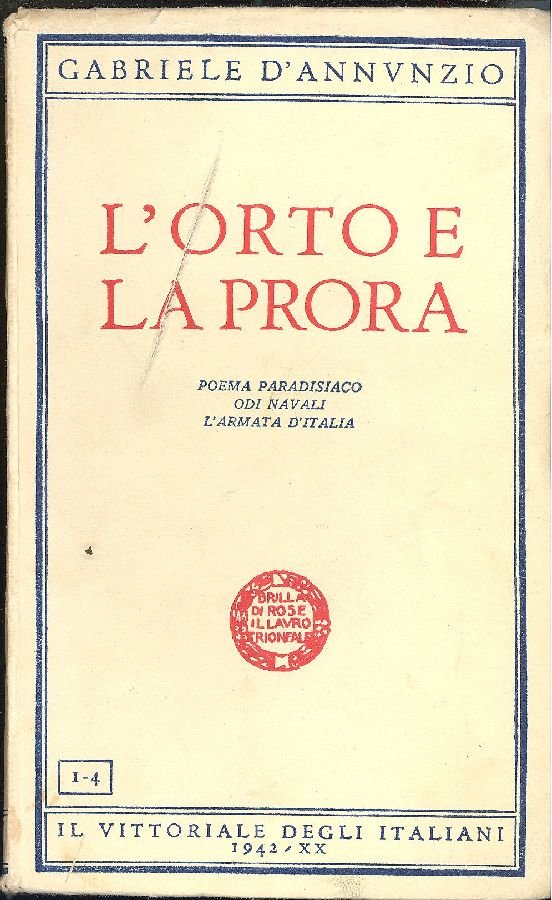 GABRIELE D'ANNVNZIO
L'ORTO E
LA PRORA
POEMA PARADISIACO
ODI NAVALI
L'ARMATA D'ITALIA
BRILLA
DI ROSE
IL LAVRO
TRIONFALE
I-4
IL VITTORIALE DEGLI ITALIANI
1942-XX